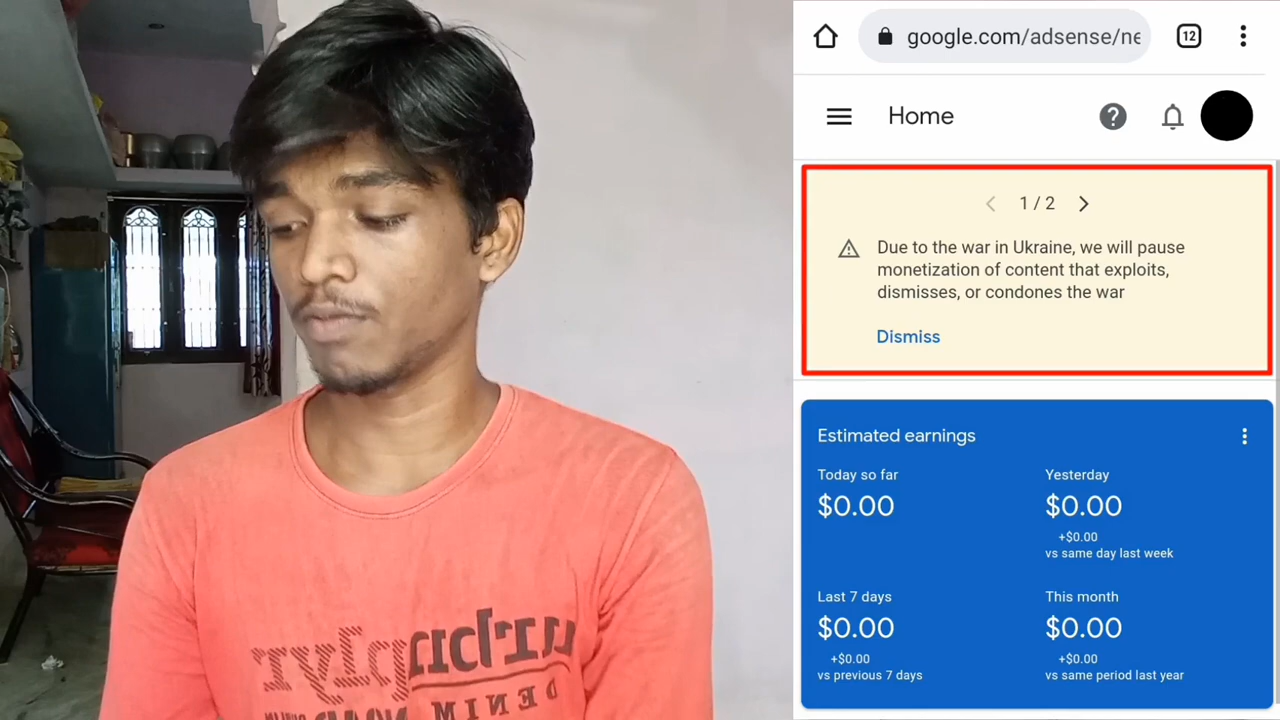 google.com/adsense/ne
12
Home
1 / 2
Due to the war in Ukraine, we will pause
monetization of content that exploits,
dismisses, or condones the war
Dismiss
Estimated earnings
Today so far
$0.00
Yesterday
$0.00
+$0.00
vs same day last week
Last 7 days
$0.00
+$0.00
vs previous 7 days
This month
$0.00
+$0.00
vs same period last year
DENIM